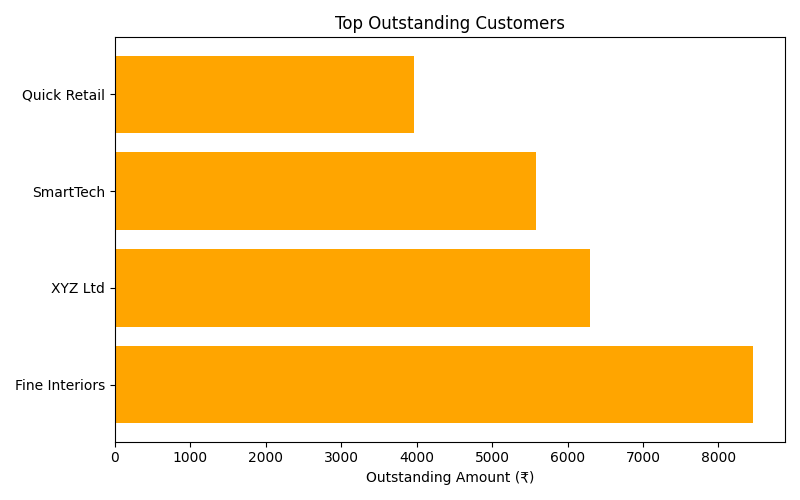 Top Outstanding Customers
Quick Retail
SmartTech
XYZ Ltd
Fine Interiors
0 1000 2000 3000 4000 5000 6000 7000 8000
Outstanding Amount (₹)